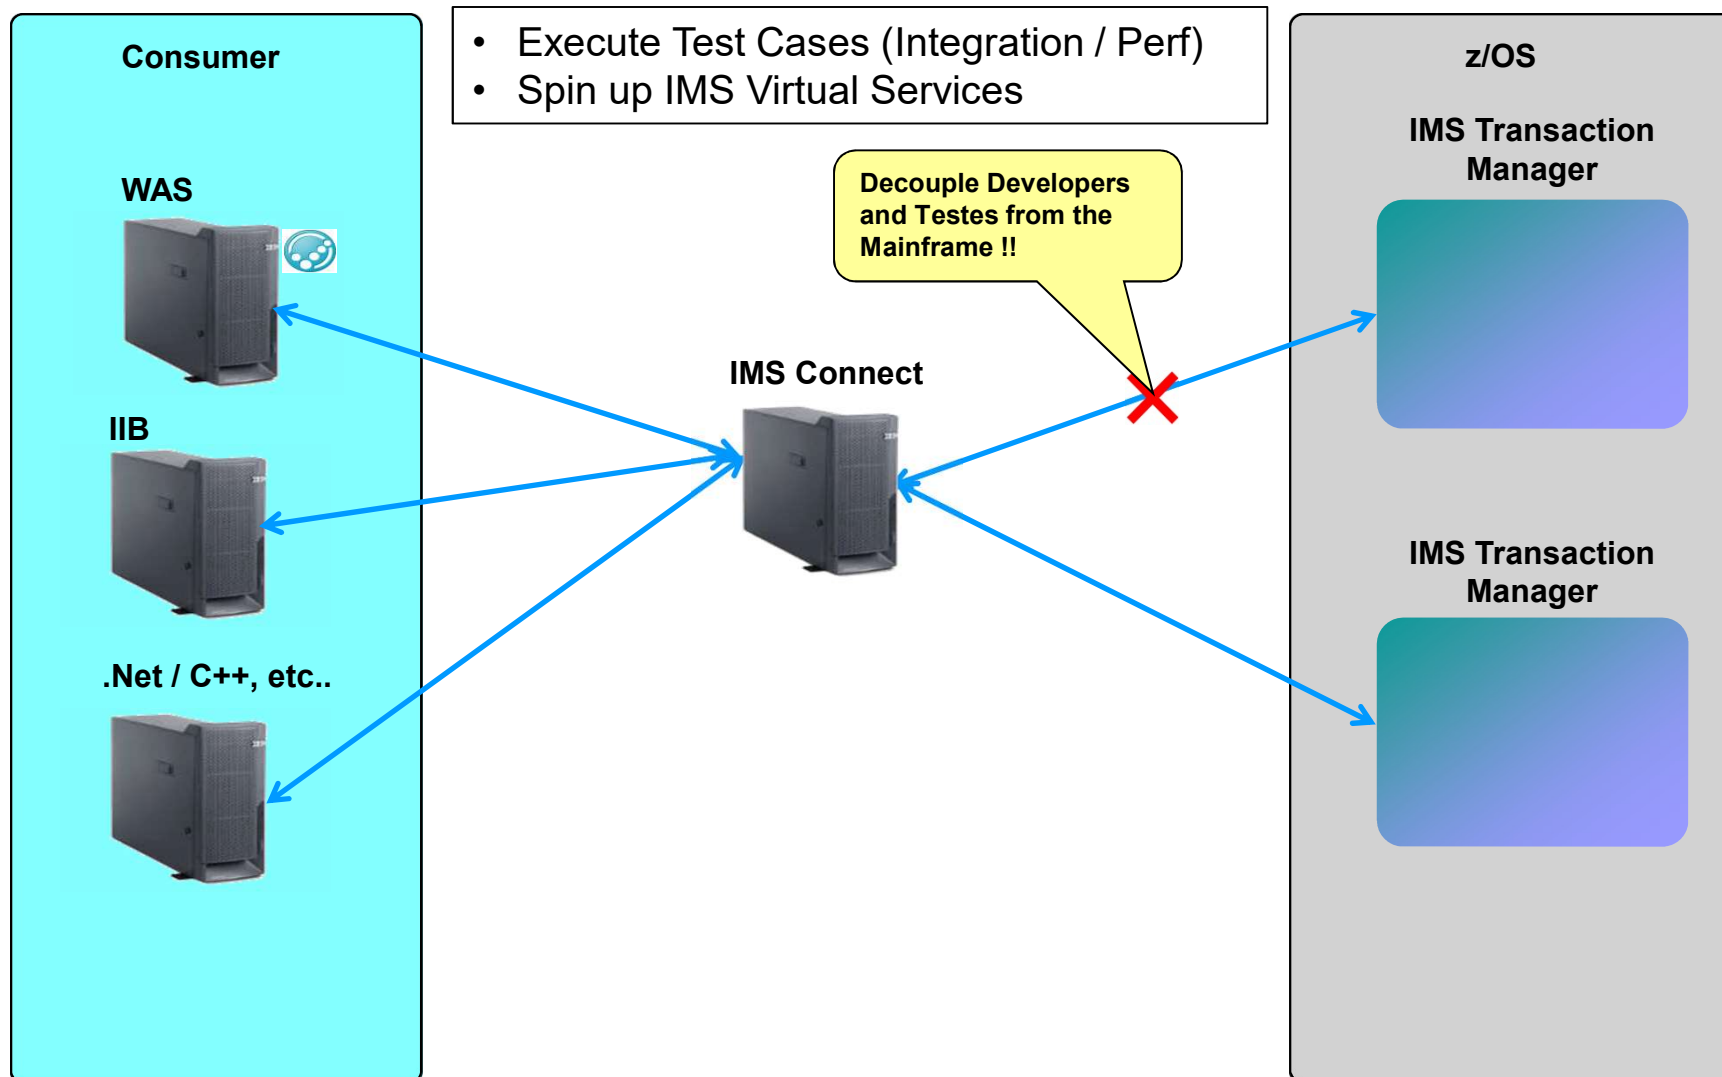 Consumer
• Execute Test Cases (Integration / Perf)
• Spin up IMS Virtual Services
z/OS
IMS Transaction
Manager
WAS
Decouple Developers
and Testes from the
Mainframe !!
IMS Connect
IIB
IMS Transaction
Manager
.Net / C++, etc..